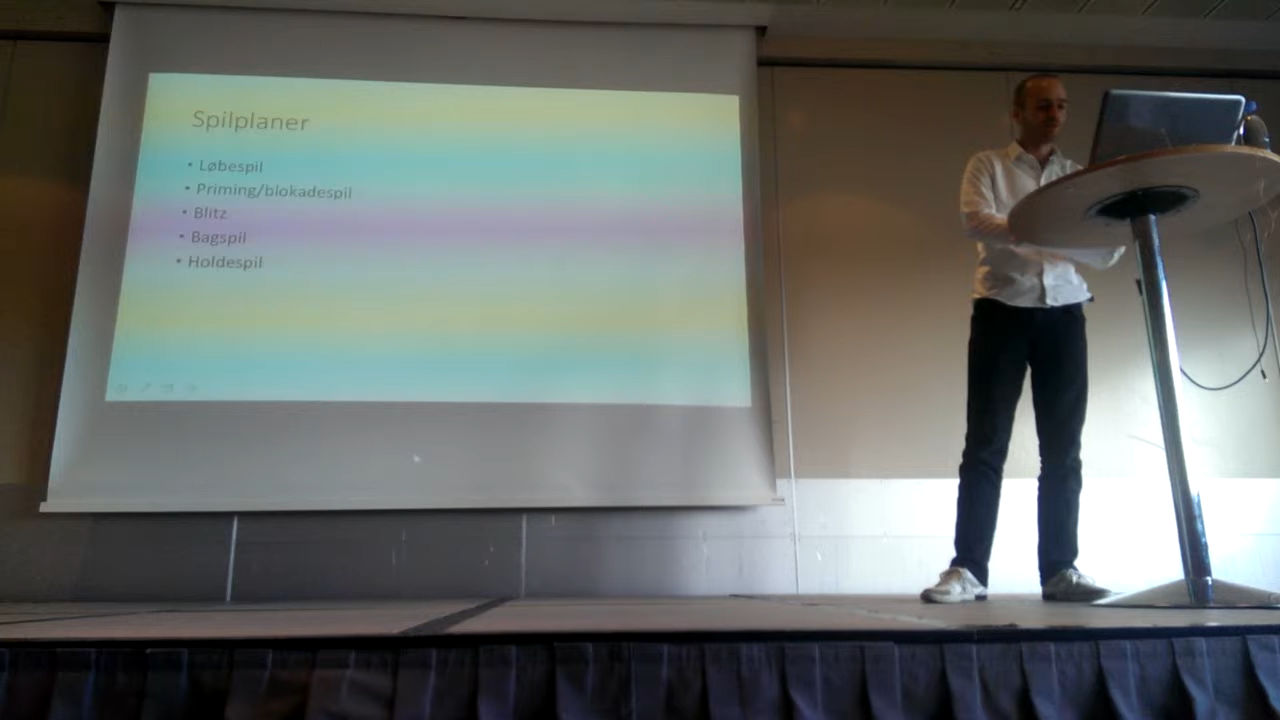 Spilplaner
• Løbespil
• Priming/blokadespil
• Blitz
• Bagspil
• Holdespil